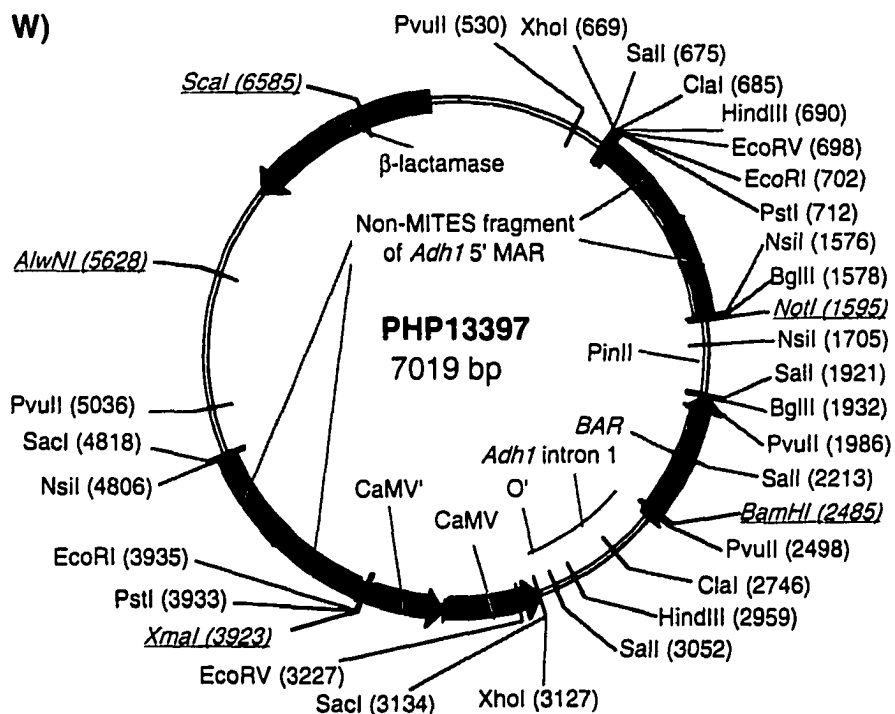 W)
PvuII (530)
XhoI (669)
SalI (675)
ClaI (685)
HindIII (690)
EcoRV (698)
EcoRI (702)
PstI (712)
NsiI (1576)
BglII (1578)
NotI (1595)
NsiI (1705)
PinII
SalI (1921)
BglII (1932)
PvuII (1986)
BAR
SalI (2213)
BamHI (2485)
PvuII (2498)
Adh1 intron 1
ClaI (2746)
HindIII (2959)
SalI (3052)
O'
XhoI (3127)
SacI (3134)
EcoRV (3227)
CaMV
CaMV'
XmaI (3923)
PstI (3933)
EcoRI (3935)
NsiI (4806)
SacI (4818)
PvuII (5036)
AlwNI (5628)
ScaI (6585)
β-lactamase
Non-MITES fragment
of Adh1 5' MAR
PHP13397
7019 bp